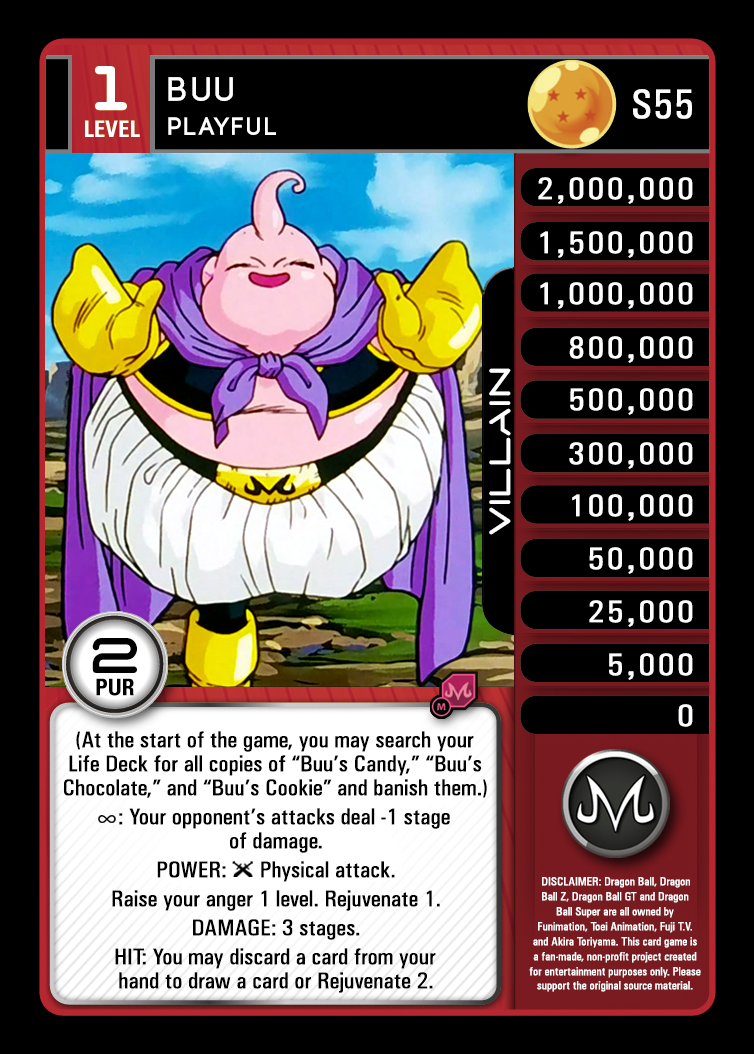 1
LEVEL
BUU
PLAYFUL
S55
2,000,000
1,500,000
1,000,000
800,000
500,000
300,000
100,000
50,000
25,000
5,000
0
VILLAIN
2
PUR
M
(At the start of the game, you may search your
Life Deck for all copies of “Buu’s Candy,” “Buu’s
Chocolate,” and “Buu’s Cookie” and banish them.)
∞: Your opponent’s attacks deal -1 stage
of damage.
POWER: Physical attack.
Raise your anger 1 level. Rejuvenate 1.
DAMAGE: 3 stages.
HIT: You may discard a card from your
hand to draw a card or Rejuvenate 2.
DISCLAIMER: Dragon Ball, Dragon
Ball Z, Dragon Ball GT and Dragon
Ball Super are all owned by
Funimation, Toei Animation, Fuji T.V.
and Akira Toriyama. This card game is
a fan-made, non-profit project created
for entertainment purposes only. Please
support the original source material.